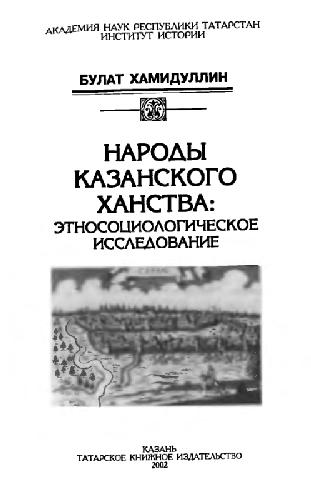 АКАДЕМИЯ НАУК РЕСПУБЛИКИ ТАТАРСТАН
ИНСТИТУТ ИСТОРИИ
БУЛАТ ХАМИДУЛЛИН
НАРОДЫ
КАЗАНСКОГО
ХАНСТВА:
ЭТНОСОЦИОЛОГИЧЕСКОЕ
ИССЛЕДОВАНИЕ
КАЗАНЬ
ТАТАРСКОЕ КНИЖНОЕ ИЗДАТЕЛЬСТВО
2002